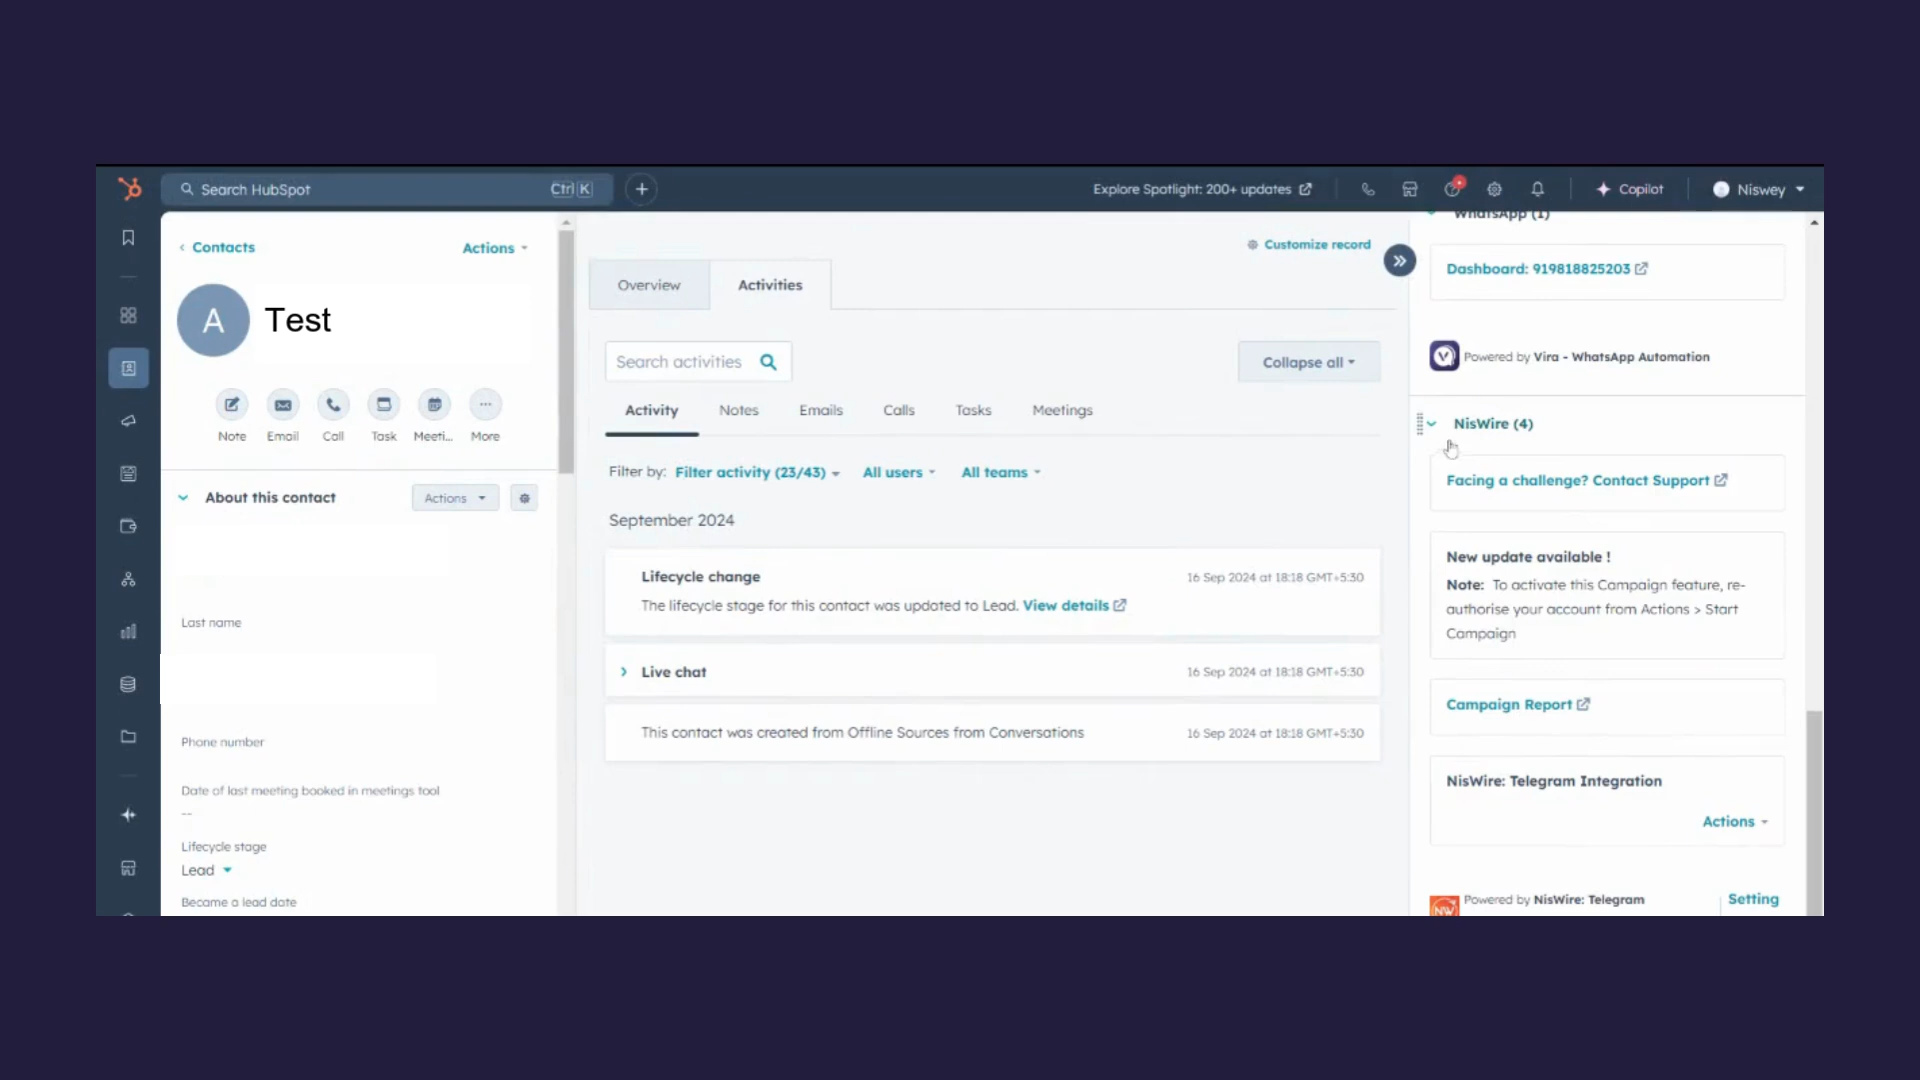 Search HubSpot
Ctrl K
Explore Spotlight: 200+ updates
Copilot
Niswey
Contacts
Actions
A
Test
Note
Email
Call
Task
Meeti...
More
About this contact
Actions
Last name
Phone number
Date of last meeting booked in meetings tool
--
Lifecycle stage
Lead
Became a lead date
Customize record
Overview
Activities
Search activities
Collapse all
Activity
Notes
Emails
Calls
Tasks
Meetings
Filter by: Filter activity (23/43)
All users
All teams
September 2024
Lifecycle change
16 Sep 2024 at 18:18 GMT+5:30
The lifecycle stage for this contact was updated to Lead. View details
Live chat
16 Sep 2024 at 18:18 GMT+5:30
This contact was created from Offline Sources from Conversations
16 Sep 2024 at 18:18 GMT+5:30
WhatsApp (1)
Dashboard: 919818825203
Powered by Vira - WhatsApp Automation
NisWire (4)
Facing a challenge? Contact Support
New update available !
Note: To activate this Campaign feature, re-
authorise your account from Actions > Start
Campaign
Campaign Report
NisWire: Telegram Integration
Actions
NW
Powered by NisWire: Telegram
Setting